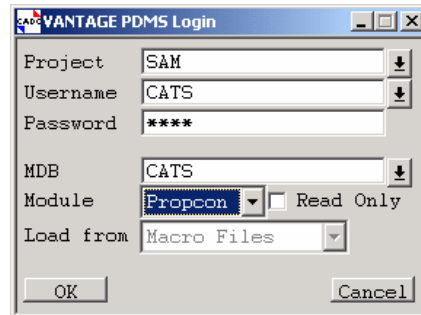 CADC VANTAGE PDMS Login
Project SAM
Username CATS
Password ****
MDB CATS
Module Propcon Read Only
Load from Macro Files
OK Cancel